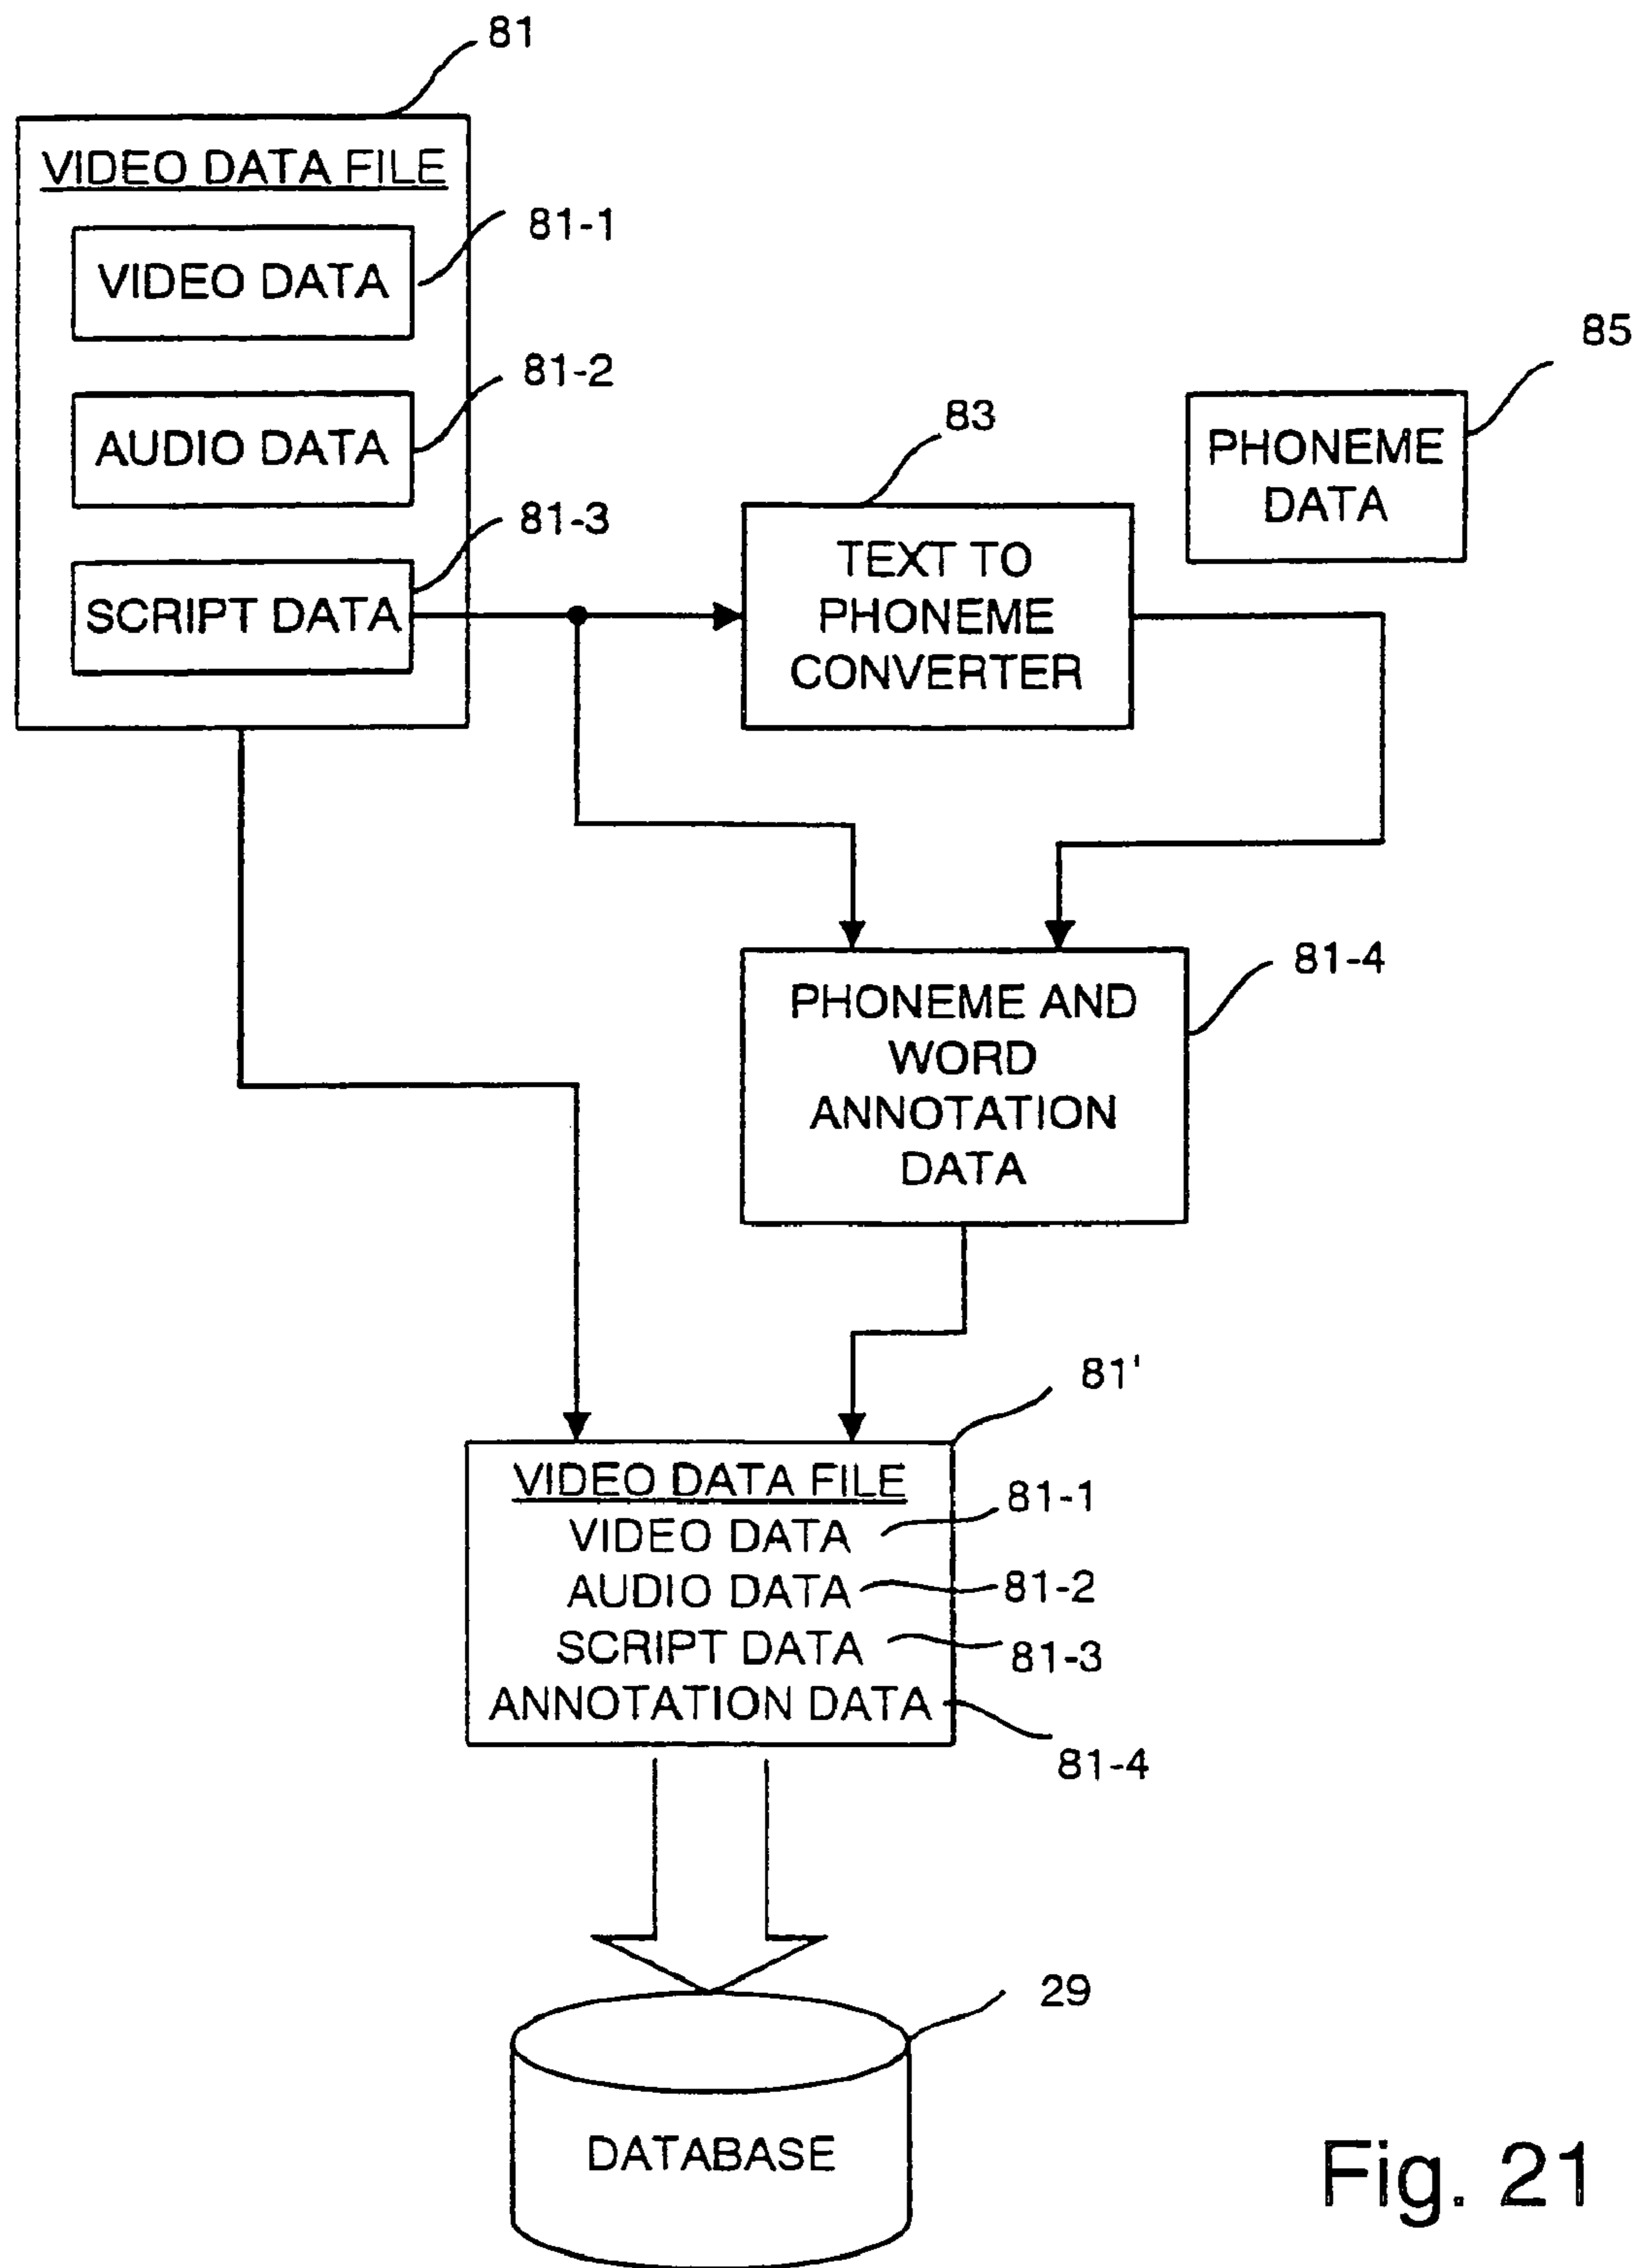 81
VIDEO DATA FILE
81-1
VIDEO DATA
85
81-2
AUDIO DATA
83
PHONEME
DATA
81-3
SCRIPT DATA
TEXT TO
PHONEME
CONVERTER
81-4
PHONEME AND
WORD
ANNOTATION
DATA
81'
VIDEO DATA FILE
81-1
VIDEO DATA
AUDIO DATA
81-2
SCRIPT DATA
81-3
ANNOTATION DATA
81-4
29
DATABASE
Fig. 21